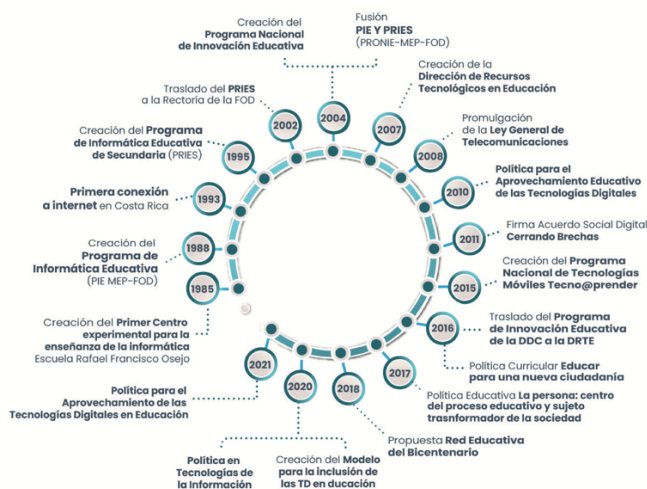 Creación del
Programa Nacional
de Innovación Educativa
Fusión
PIE Y PRIES
(PRONIE-MEP-FOD)
2004
Traslado del PRIES
a la Rectoría de la FOD
2002
Creación de la
Dirección de Recursos
Tecnológicos en Educación
2007
Creación del Programa
de Informática Educativa
de Secundaria (PRIES)
1995
Promulgación
de la Ley General de
Telecomunicaciones
2008
Primera conexión
a internet en Costa Rica
1993
Política para el
Aprovechamiento Educativo
de las Tecnologías Digitales
2010
Creación del
Programa de
Informática Educativa
(PIE MEP-FOD)
1988
Firma Acuerdo Social Digital
Cerrando Brechas
2011
Creación del Programa
Nacional de Tecnologías
Móviles Tecno@prender
2015
1985
Creación del Primer Centro
experimental para la
enseñanza de la informática
Escuela Rafael Francisco Osejo
Traslado del Programa
de Innovación Educativa
de la DDC a la DRTE
2016
Política Curricular Educar
para una nueva ciudadanía
2021
Política para el
Aprovechamiento de las
Tecnologías Digitales en Educación
2020
2018
2017
Política Educativa La persona: centro
del proceso educativo y sujeto
trasnformador de la sociedad
Propuesta Red Educativa
del Bicentenario
Política en
Tecnologías de
la Información
Creación del Modelo
para la inclusión de
las TD en ducación